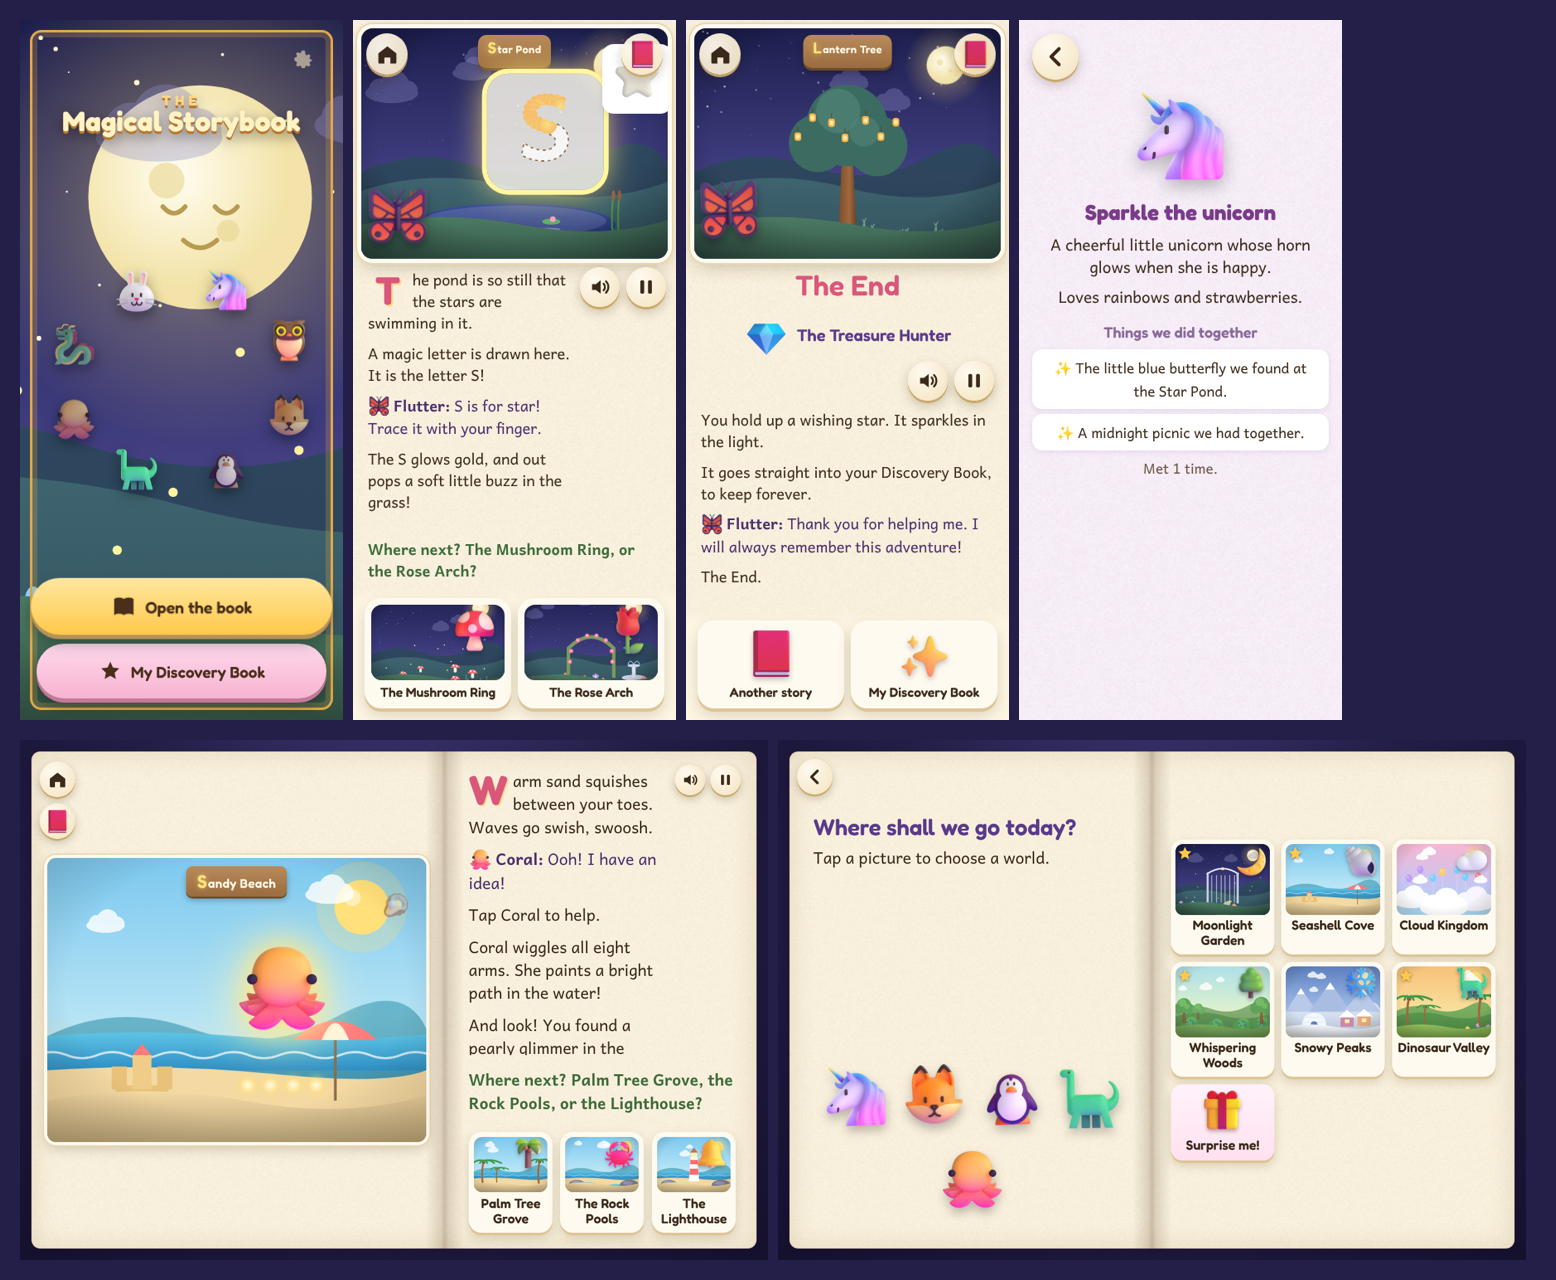 THE
Magical Storybook
Open the book
My Discovery Book
Star Pond
S
The pond is so still that
the stars are
swimming in it.
A magic letter is drawn here.
It is the letter S!
Flutter: S is for star!
Trace it with your finger.
The S glows gold, and out
pops a soft little buzz in the
grass!
Where next? The Mushroom Ring, or
the Rose Arch?
The Mushroom Ring
The Rose Arch
Lantern Tree
The End
The Treasure Hunter
You hold up a wishing star. It sparkles in
the light.
It goes straight into your Discovery Book,
to keep forever.
Flutter: Thank you for helping me. I
will always remember this adventure!
The End.
Another story
My Discovery Book
Sparkle the unicorn
A cheerful little unicorn whose horn
glows when she is happy.
Loves rainbows and strawberries.
Things we did together
✨ The little blue butterfly we found at
the Star Pond.
✨ A midnight picnic we had together.
Met 1 time.
Sandy Beach
Warm sand squishes
between your toes.
Waves go swish, swoosh.
Coral: Ooh! I have an
idea!
Tap Coral to help.
Coral wiggles all eight
arms. She paints a bright
path in the water!
And look! You found a
pearly glimmer in the
Where next? Palm Tree Grove, the
Rock Pools, or the Lighthouse?
Palm Tree
Grove
The Rock
Pools
The
Lighthouse
Where shall we go today?
Tap a picture to choose a world.
Moonlight
Garden
Seashell Cove
Cloud Kingdom
Whispering
Woods
Snowy Peaks
Dinosaur Valley
Surprise me!